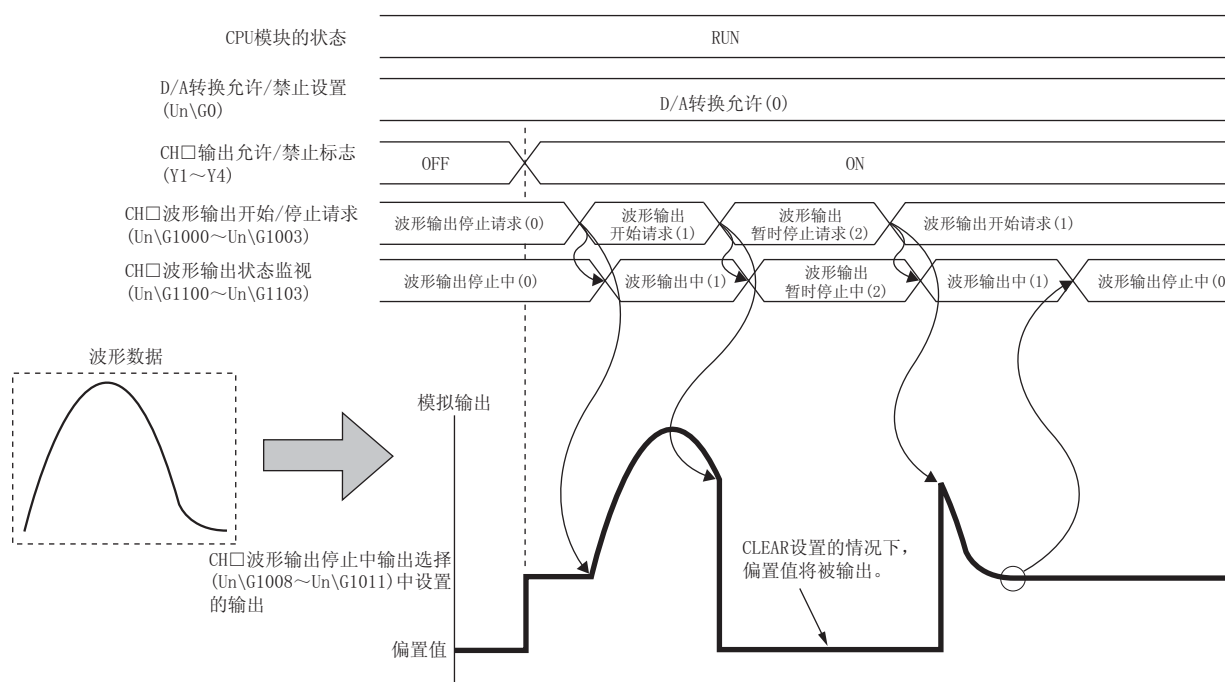 CPU模块的状态
RUN
D/A转换允许/禁止设置
(Un\G0)
D/A转换允许(0)
CH□输出允许/禁止标志
(Y1～Y4)
OFF
ON
CH□波形输出开始/停止请求
(Un\G1000～Un\G1003)
波形输出停止请求(0)
波形输出
开始请求(1)
波形输出
暂时停止请求(2)
波形输出开始请求(1)
CH□波形输出状态监视
(Un\G1100～Un\G1103)
波形输出停止中(0)
波形输出中(1)
波形输出
暂时停止中(2)
波形输出中(1)
波形输出停止中(0
波形数据
模拟输出
CH□波形输出停止中输出选择
(Un\G1008～Un\G1011)中设置
的输出
CLEAR设置的情况下，
偏置值将被输出。
偏置值